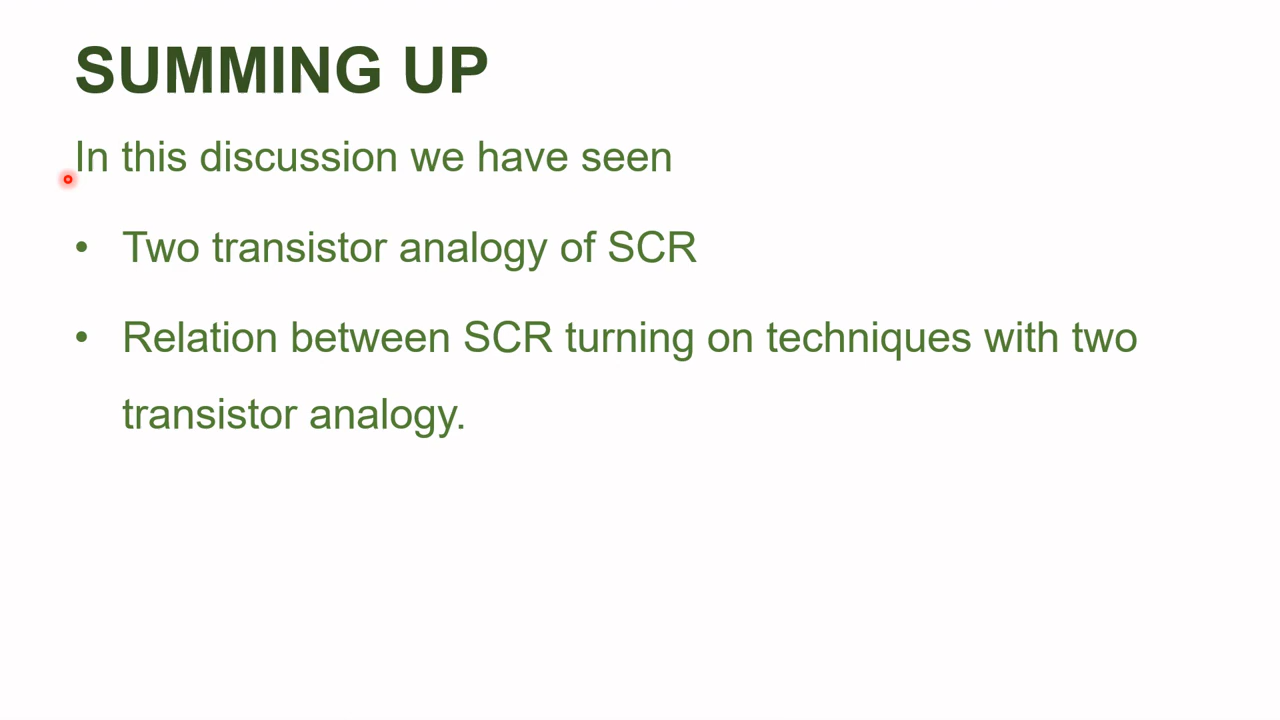 SUMMING UP
In this discussion we have seen
• Two transistor analogy of SCR
• Relation between SCR turning on techniques with two
transistor analogy.